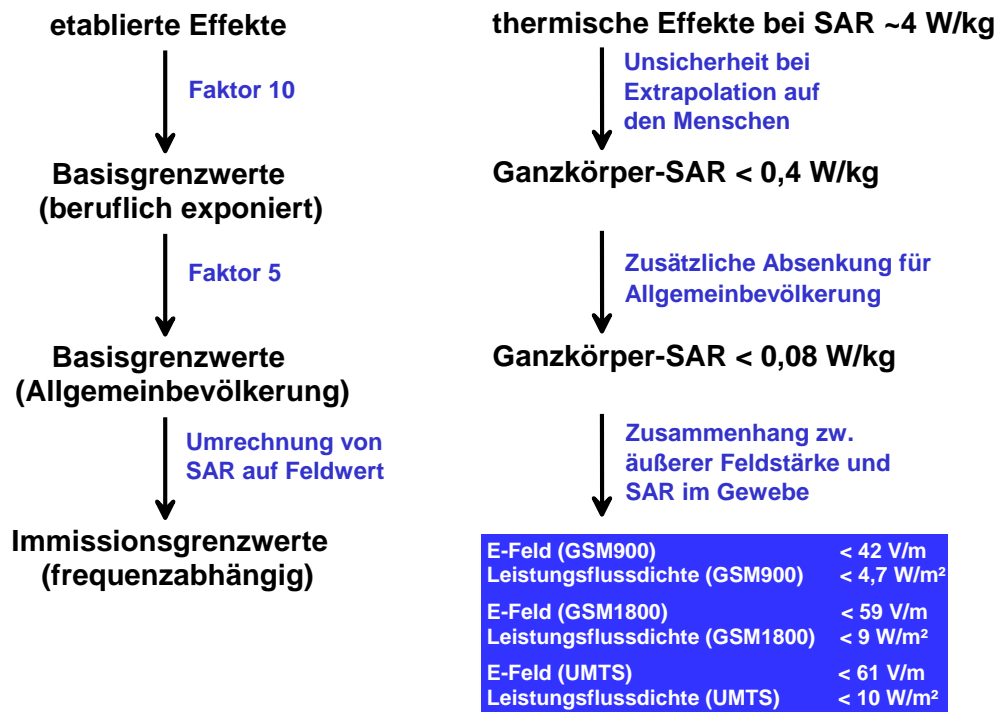 etablierte Effekte
Faktor 10
Basisgrenzwerte
(beruflich exponiert)
Faktor 5
Basisgrenzwerte
(Allgemeinbevölkerung)
Umrechnung von
SAR auf Feldwert
Immissionsgrenzwerte
(frequenzabhängig)
thermische Effekte bei SAR ~4 W/kg
Unsicherheit bei
Extrapolation auf
den Menschen
Ganzkörper-SAR < 0,4 W/kg
Zusätzliche Absenkung für
Allgemeinbevölkerung
Ganzkörper-SAR < 0,08 W/kg
Zusammenhang zw.
äußerer Feldstärke und
SAR im Gewebe
E-Feld (GSM900) < 42 V/m
Leistungsflussdichte (GSM900) < 4,7 W/m²
E-Feld (GSM1800) < 59 V/m
Leistungsflussdichte (GSM1800) < 9 W/m²
E-Feld (UMTS) < 61 V/m
Leistungsflussdichte (UMTS) < 10 W/m²